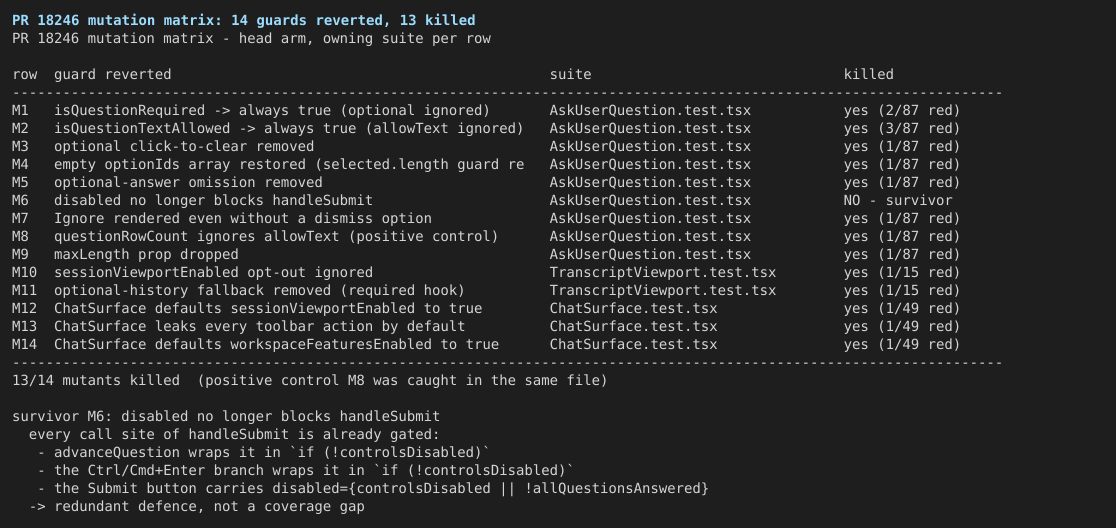 PR 18246 mutation matrix: 14 guards reverted, 13 killed
PR 18246 mutation matrix - head arm, owning suite per row
row  guard reverted                                             suite                              killed
----------------------------------------------------------------------------------------------------------------------
M1   isQuestionRequired -> always true (optional ignored)       AskUserQuestion.test.tsx           yes (2/87 red)
M2   isQuestionTextAllowed -> always true (allowText ignored)   AskUserQuestion.test.tsx           yes (3/87 red)
M3   optional click-to-clear removed                            AskUserQuestion.test.tsx           yes (1/87 red)
M4   empty optionIds array restored (selected.length guard re   AskUserQuestion.test.tsx           yes (1/87 red)
M5   optional-answer omission removed                           AskUserQuestion.test.tsx           yes (1/87 red)
M6   disabled no longer blocks handleSubmit                     AskUserQuestion.test.tsx           NO - survivor
M7   Ignore rendered even without a dismiss option              AskUserQuestion.test.tsx           yes (1/87 red)
M8   questionRowCount ignores allowText (positive control)      AskUserQuestion.test.tsx           yes (1/87 red)
M9   maxLength prop dropped                                     AskUserQuestion.test.tsx           yes (1/87 red)
M10  sessionViewportEnabled opt-out ignored                     TranscriptViewport.test.tsx        yes (1/15 red)
M11  optional-history fallback removed (required hook)          TranscriptViewport.test.tsx        yes (1/15 red)
M12  ChatSurface defaults sessionViewportEnabled to true        ChatSurface.test.tsx               yes (1/49 red)
M13  ChatSurface leaks every toolbar action by default          ChatSurface.test.tsx               yes (1/49 red)
M14  ChatSurface defaults workspaceFeaturesEnabled to true      ChatSurface.test.tsx               yes (1/49 red)
----------------------------------------------------------------------------------------------------------------------
13/14 mutants killed  (positive control M8 was caught in the same file)
survivor M6: disabled no longer blocks handleSubmit
  every call site of handleSubmit is already gated:
   - advanceQuestion wraps it in `if (!controlsDisabled)`
   - the Ctrl/Cmd+Enter branch wraps it in `if (!controlsDisabled)`
   - the Submit button carries disabled={controlsDisabled || !allQuestionsAnswered}
  -> redundant defence, not a coverage gap